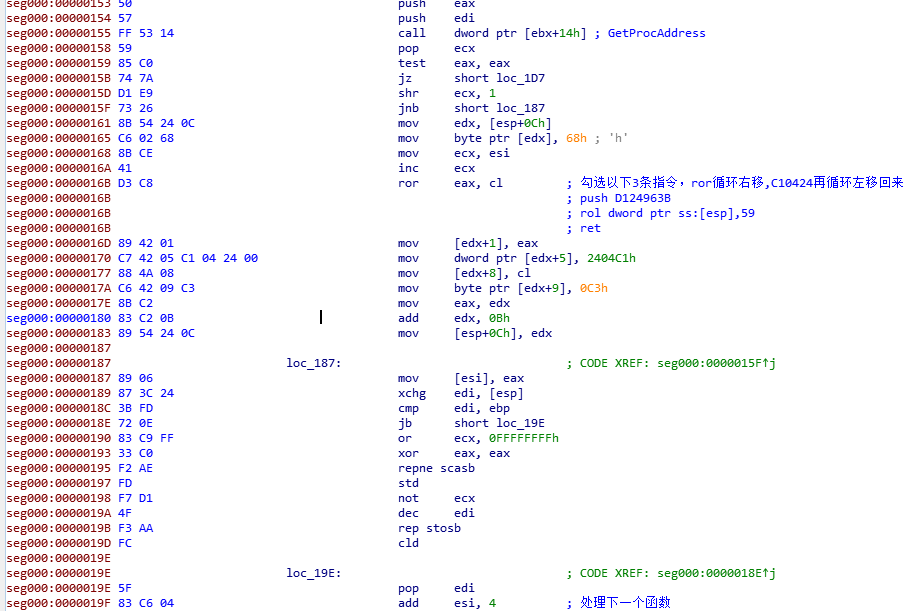 seg000:00000153 50 push eax
seg000:00000154 57 push edi
seg000:00000155 FF 53 14 call dword ptr [ebx+14h] ; GetProcAddress
seg000:00000158 59 pop ecx
seg000:00000159 85 C0 test eax, eax
seg000:0000015B 74 7A jz short loc_1D7
seg000:0000015D D1 E9 shr ecx, 1
seg000:0000015F 73 26 jnb short loc_187
seg000:00000161 8B 54 24 0C mov edx, [esp+0Ch]
seg000:00000165 C6 02 68 mov byte ptr [edx], 68h ; 'h'
seg000:00000168 8B CE mov ecx, esi
seg000:0000016A 41 inc ecx
seg000:0000016B D3 C8 ror eax, cl ; 勾选以下3条指令，ror循环右移,C10424再循环左移回来
seg000:0000016B ; push D124963B
seg000:0000016B ; rol dword ptr ss:[esp],59
seg000:0000016B ; ret
seg000:0000016D 89 42 01 mov [edx+1], eax
seg000:00000170 C7 42 05 C1 04 24 00 mov dword ptr [edx+5], 2404C1h
seg000:00000177 88 4A 08 mov [edx+8], cl
seg000:0000017A C6 42 09 C3 mov byte ptr [edx+9], 0C3h
seg000:0000017E 8B C2 mov eax, edx
seg000:00000180 83 C2 0B add edx, 0Bh
seg000:00000183 89 54 24 0C mov [esp+0Ch], edx
seg000:00000187
seg000:00000187 loc_187: ; CODE XREF: seg000:0000015F↑j
seg000:00000187 89 06 mov [esi], eax
seg000:00000189 87 3C 24 xchg edi, [esp]
seg000:0000018C 3B FD cmp edi, ebp
seg000:0000018E 72 0E jb short loc_19E
seg000:00000190 83 C9 FF or ecx, 0FFFFFFFFh
seg000:00000193 33 C0 xor eax, eax
seg000:00000195 F2 AE repne scasb
seg000:00000197 FD std
seg000:00000198 F7 D1 not ecx
seg000:0000019A 4F dec edi
seg000:0000019B F3 AA rep stosb
seg000:0000019D FC cld
seg000:0000019E
seg000:0000019E loc_19E: ; CODE XREF: seg000:0000018E↑j
seg000:0000019E 5F pop edi
seg000:0000019F 83 C6 04 add esi, 4 ; 处理下一个函数